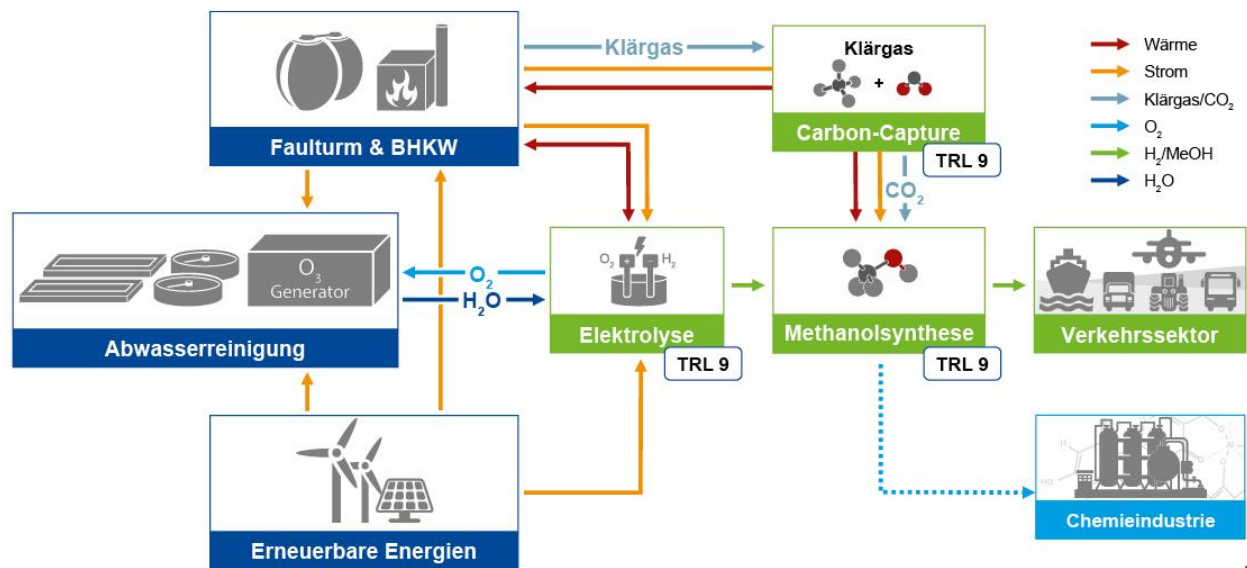 Klärgas
Klärgas
+
Carbon-Capture
TRL 9
Faulturm & BHKW
Wärme
Strom
Klärgas/CO₂
O₂
H₂/MeOH
H₂O
CO₂
O₃
Generator
Abwasserreinigung
O₂
H₂O
O₂ + - H₂
Elektrolyse
TRL 9
Methanolsynthese
TRL 9
Verkehrssektor
Erneuerbare Energien
HO
Chemieindustrie